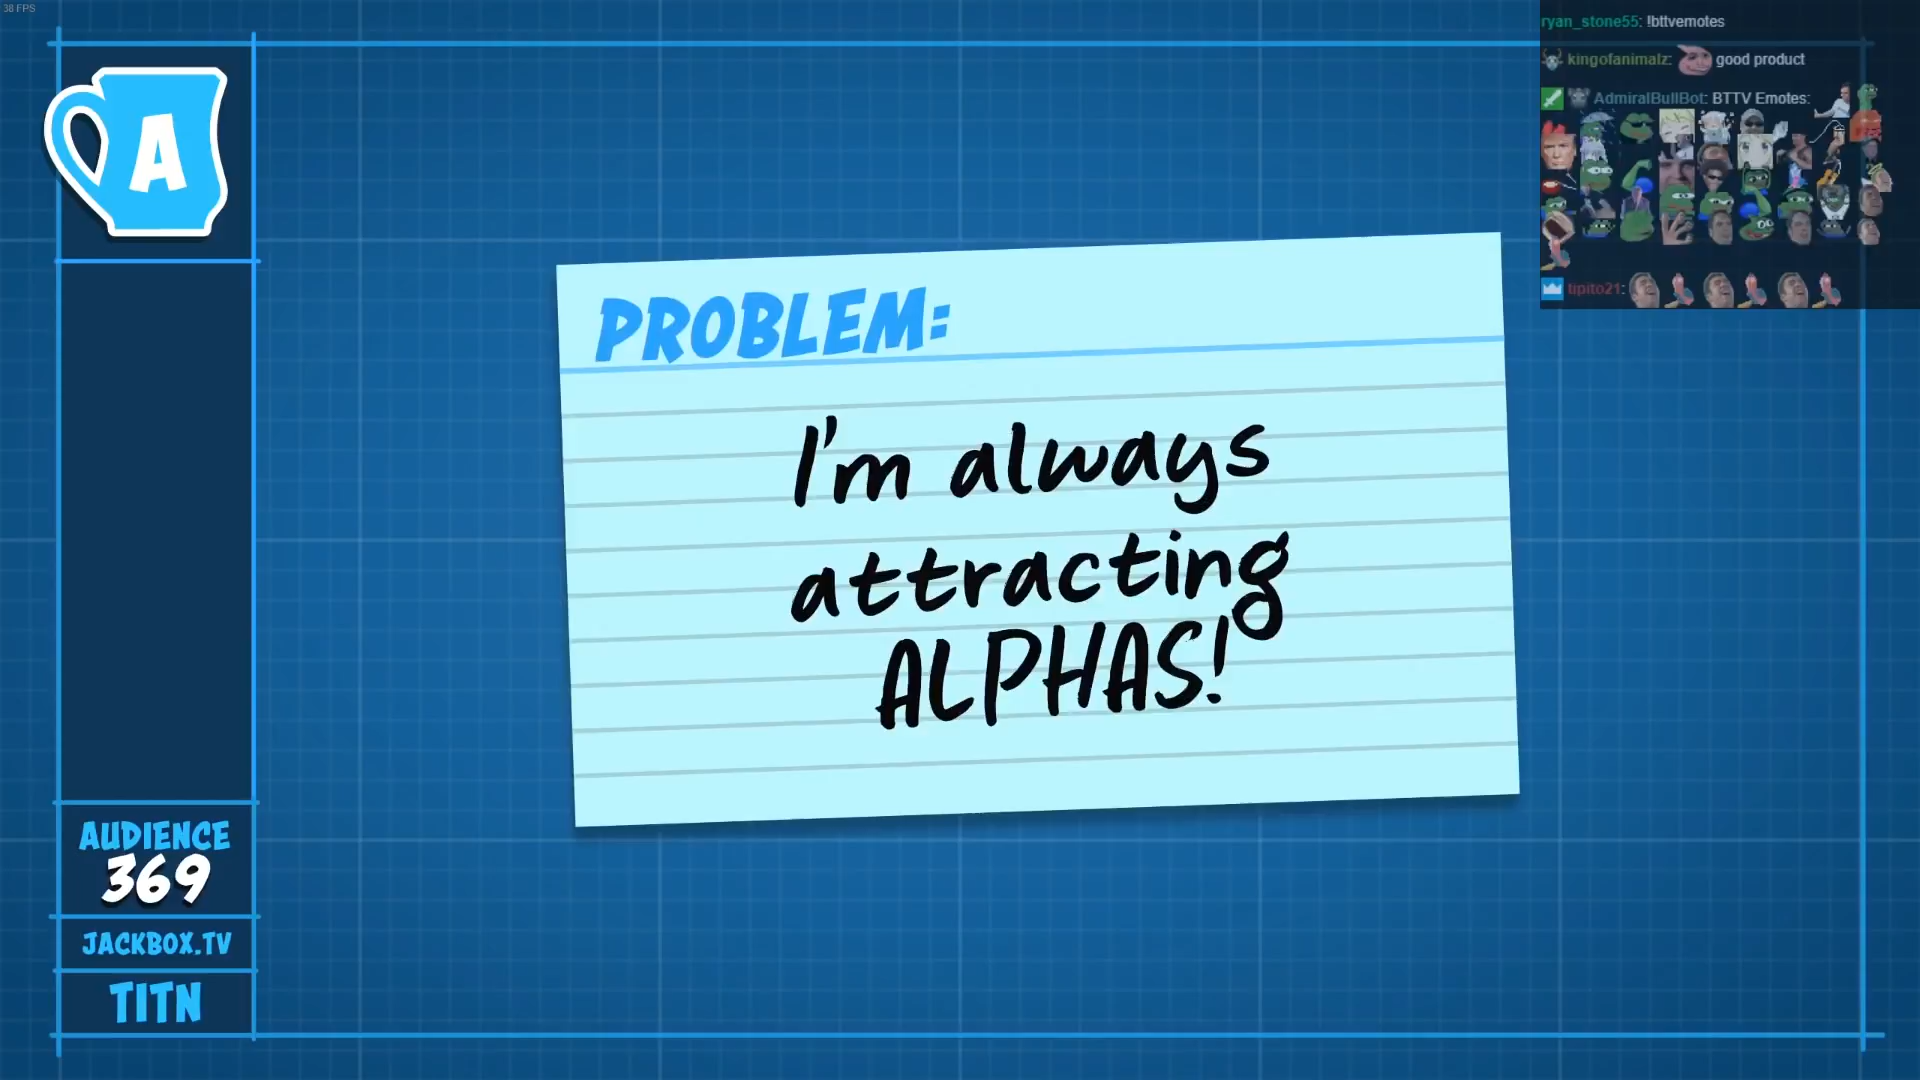 38 FPS
ryan_stone55: !bttvemotes
kingofanimalz: good product
AdmiralBullBot: BTTV Emotes:
tipito21:
A
PROBLEM:
I'm always
attracting
ALPHAS!
AUDIENCE
369
JACKBOX.TV
TITN